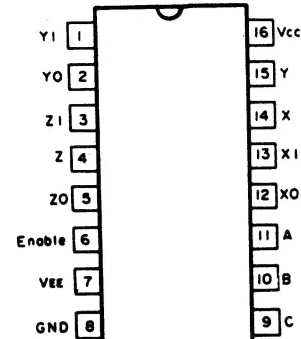 Y1 1 16 Vcc
Y0 2 15 Y
Z1 3 14 X
Z 4 13 X1
Z0 5 12 X0
Enable 6 11 A
VEE 7 10 B
GND 8 9 C